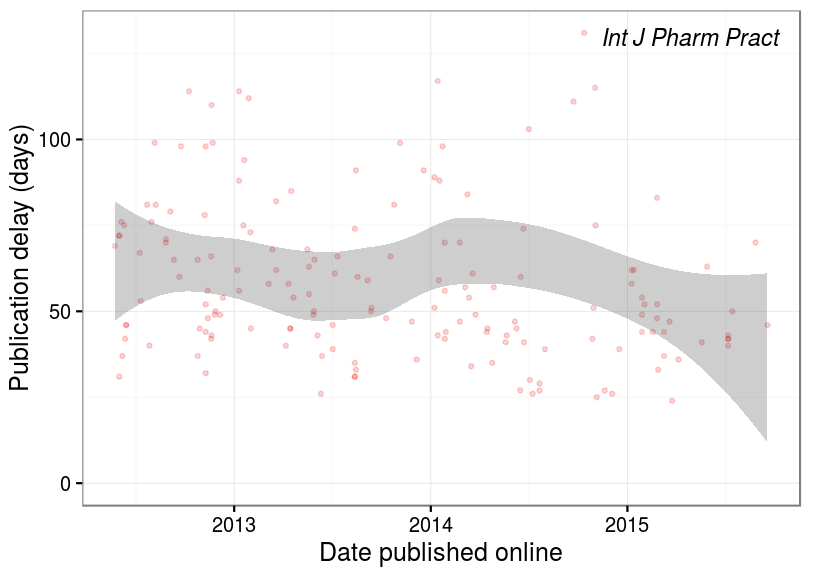 Int J Pharm Pract
Publication delay (days)
100
50
0
2013 2014 2015
Date published online